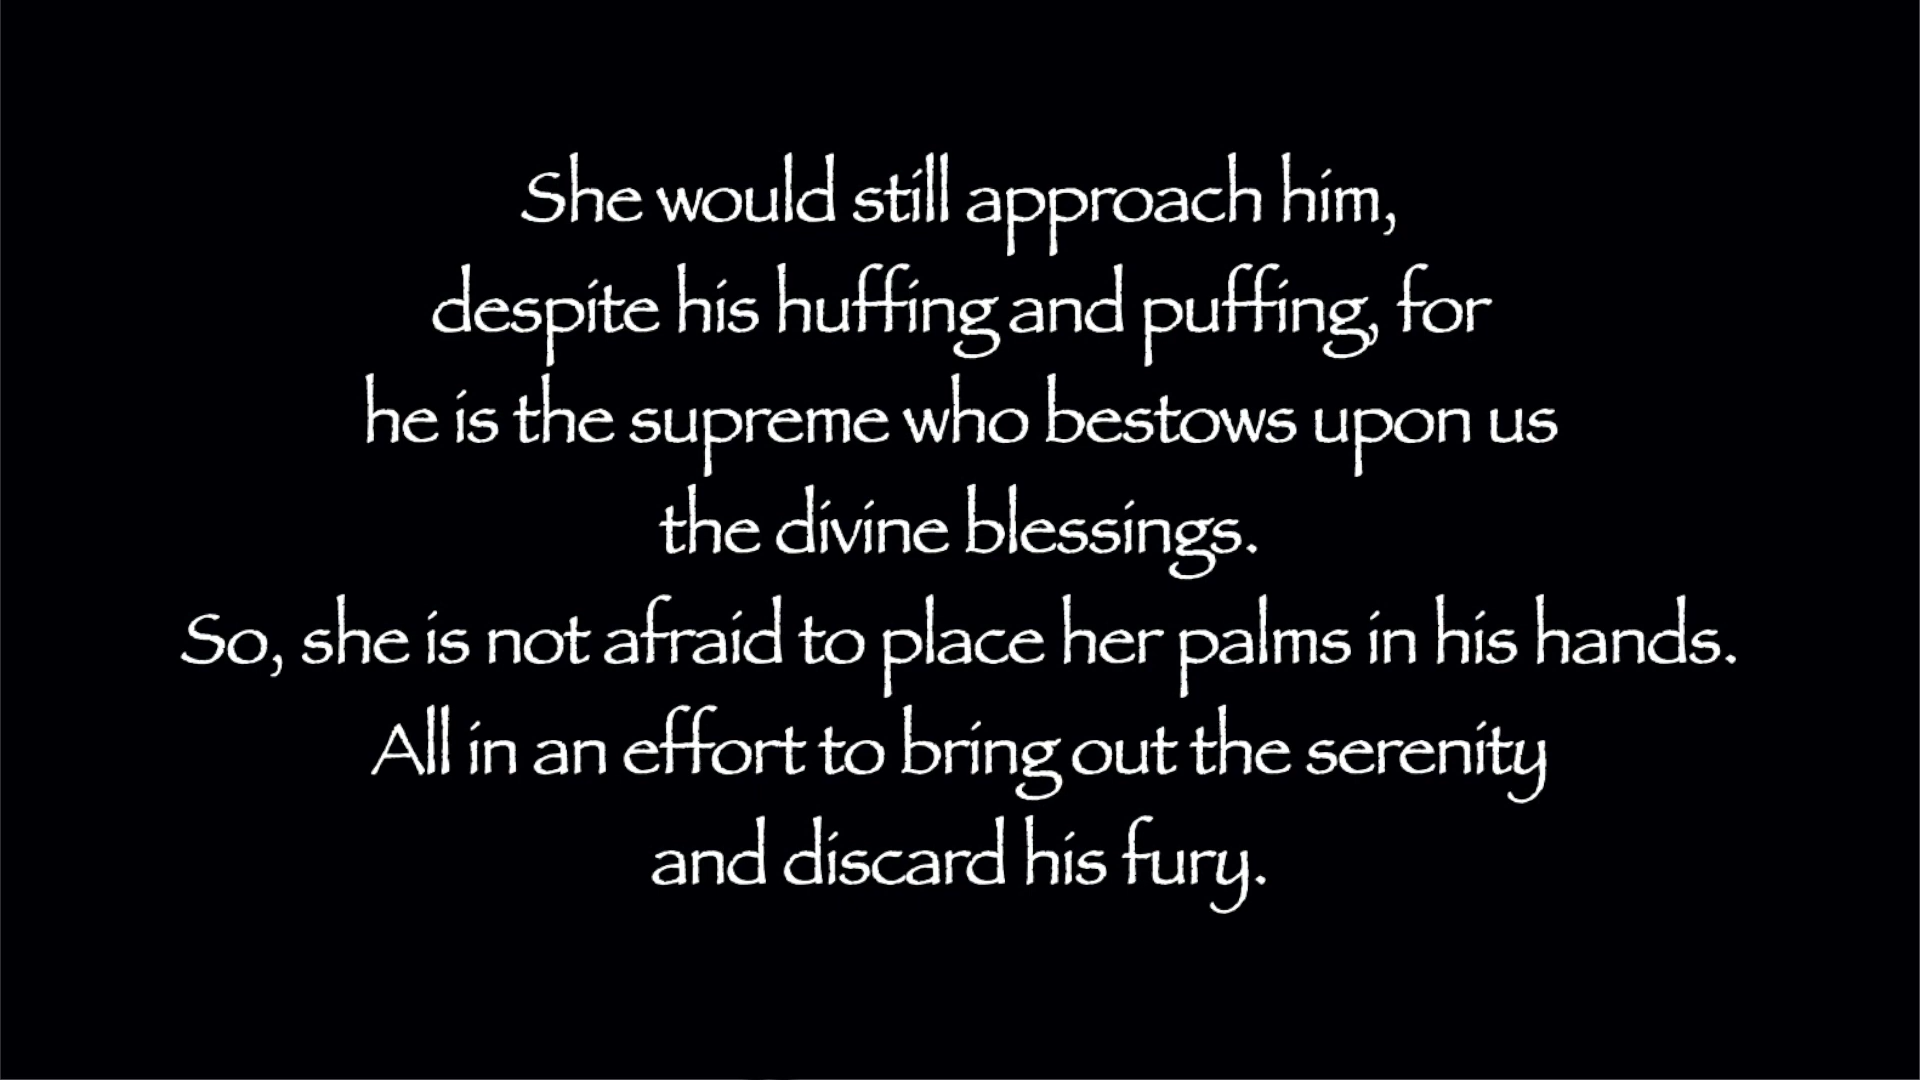 She would still approach him,
despite his huffing and puffing, for
he is the supreme who bestows upon us
the divine blessings.
So, she is not afraid to place her palms in his hands.
All in an effort to bring out the serenity
and discard his fury.